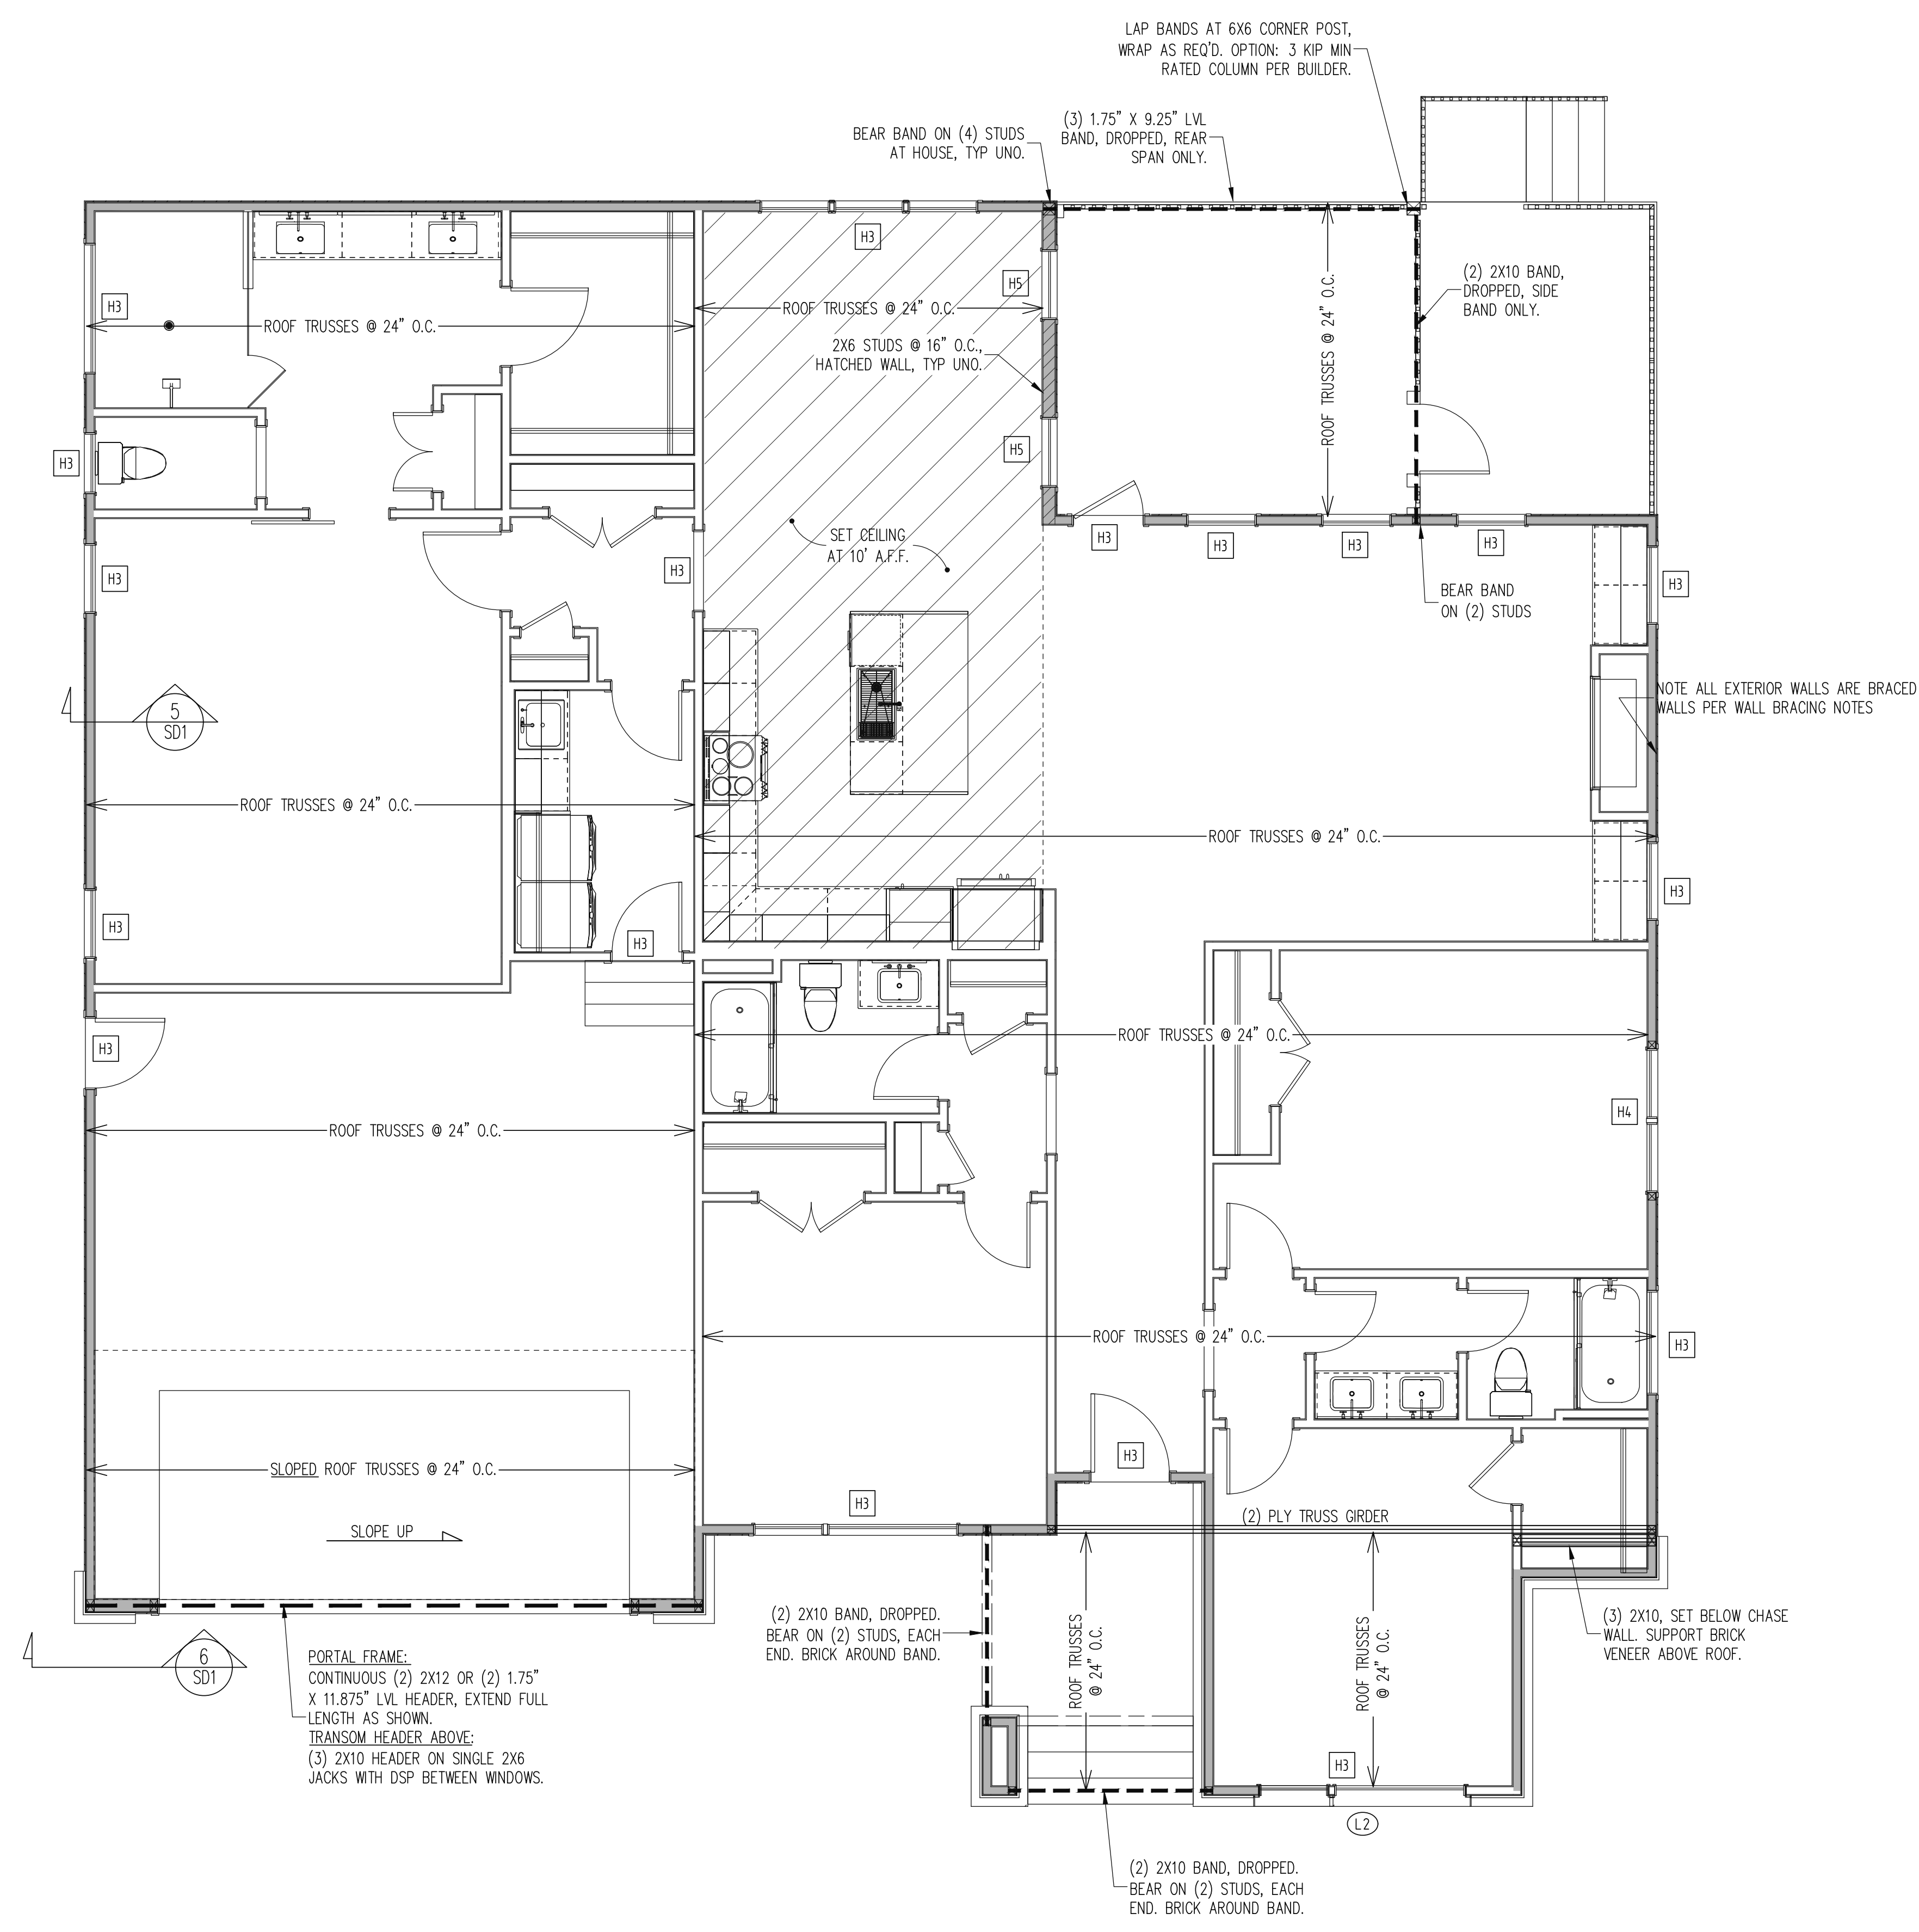 LAP BANDS AT 6X6 CORNER POST,
WRAP AS REQ'D. OPTION: 3 KIP MIN
RATED COLUMN PER BUILDER.
(3) 1.75" X 9.25" LVL
BAND, DROPPED, REAR
SPAN ONLY.
BEAR BAND ON (4) STUDS
AT HOUSE, TYP UNO.
H3
H3
H5
(2) 2X10 BAND,
DROPPED, SIDE
BAND ONLY.
ROOF TRUSSES @ 24" O.C.
ROOF TRUSSES @ 24" O.C.
ROOF TRUSSES @ 24" O.C.
2X6 STUDS @ 16" O.C.,
HATCHED WALL, TYP UNO.
H3
H5
SET CEILING
AT 10' A.F.F.
H3
H3
H3
H3
H3
H3
H3
BEAR BAND
ON (2) STUDS
NOTE ALL EXTERIOR WALLS ARE BRACED
WALLS PER WALL BRACING NOTES
5
SD1
ROOF TRUSSES @ 24" O.C.
ROOF TRUSSES @ 24" O.C.
H3
H3
H3
H3
ROOF TRUSSES @ 24" O.C.
H4
ROOF TRUSSES @ 24" O.C.
ROOF TRUSSES @ 24" O.C.
H3
H3
SLOPED ROOF TRUSSES @ 24" O.C.
H3
SLOPE UP
(2) PLY TRUSS GIRDER
(2) 2X10 BAND, DROPPED.
BEAR ON (2) STUDS, EACH
END. BRICK AROUND BAND.
ROOF TRUSSES
@ 24" O.C.
ROOF TRUSSES
@ 24" O.C.
(3) 2X10, SET BELOW CHASE
WALL. SUPPORT BRICK
VENEER ABOVE ROOF.
6
SD1
PORTAL FRAME:
CONTINUOUS (2) 2X12 OR (2) 1.75"
X 11.875" LVL HEADER, EXTEND FULL
LENGTH AS SHOWN.
TRANSOM HEADER ABOVE:
(3) 2X10 HEADER ON SINGLE 2X6
JACKS WITH DSP BETWEEN WINDOWS.
H3
L2
(2) 2X10 BAND, DROPPED.
BEAR ON (2) STUDS, EACH
END. BRICK AROUND BAND.